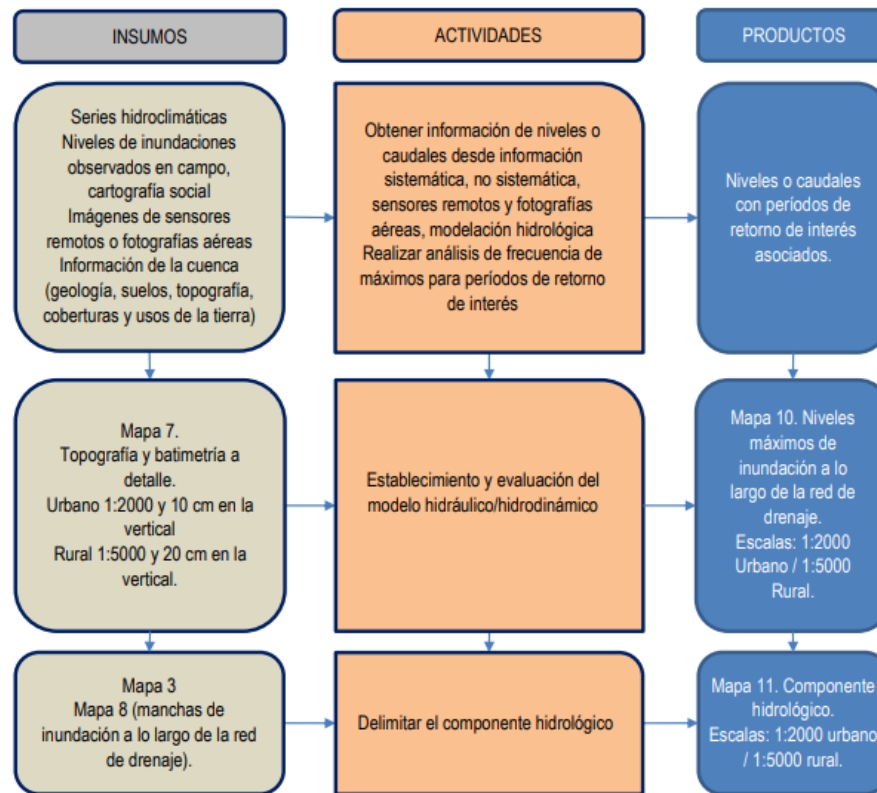 INSUMOS
ACTIVIDADES
PRODUCTOS
Series hidroclimáticas
Niveles de inundaciones
observados en campo,
cartografía social
Imágenes de sensores
remotos o fotografías aéreas
Información de la cuenca
(geología, suelos, topografía,
coberturas y usos de la tierra)
Obtener información de niveles o
caudales desde información
sistemática, no sistemática,
sensores remotos y fotografías
aéreas, modelación hidrológica
Realizar análisis de frecuencia de
máximos para períodos de retorno
de interés
Niveles o caudales
con períodos de
retorno de interés
asociados.
Mapa 7.
Topografía y batimetría a
detalle.
Urbano 1:2000 y 10 cm en la
vertical
Rural 1:5000 y 20 cm en la
vertical.
Establecimiento y evaluación del
modelo hidráulico/hidrodinámico
Mapa 10. Niveles
máximos de
inundación a lo
largo de la red de
drenaje.
Escalas: 1:2000
Urbano / 1:5000
Rural.
Mapa 3
Mapa 8 (manchas de
inundación a lo largo de la red
de drenaje).
Delimitar el componente hidrológico
Mapa 11. Componente
hidrológico.
Escalas: 1:2000 urbano
/ 1:5000 rural.